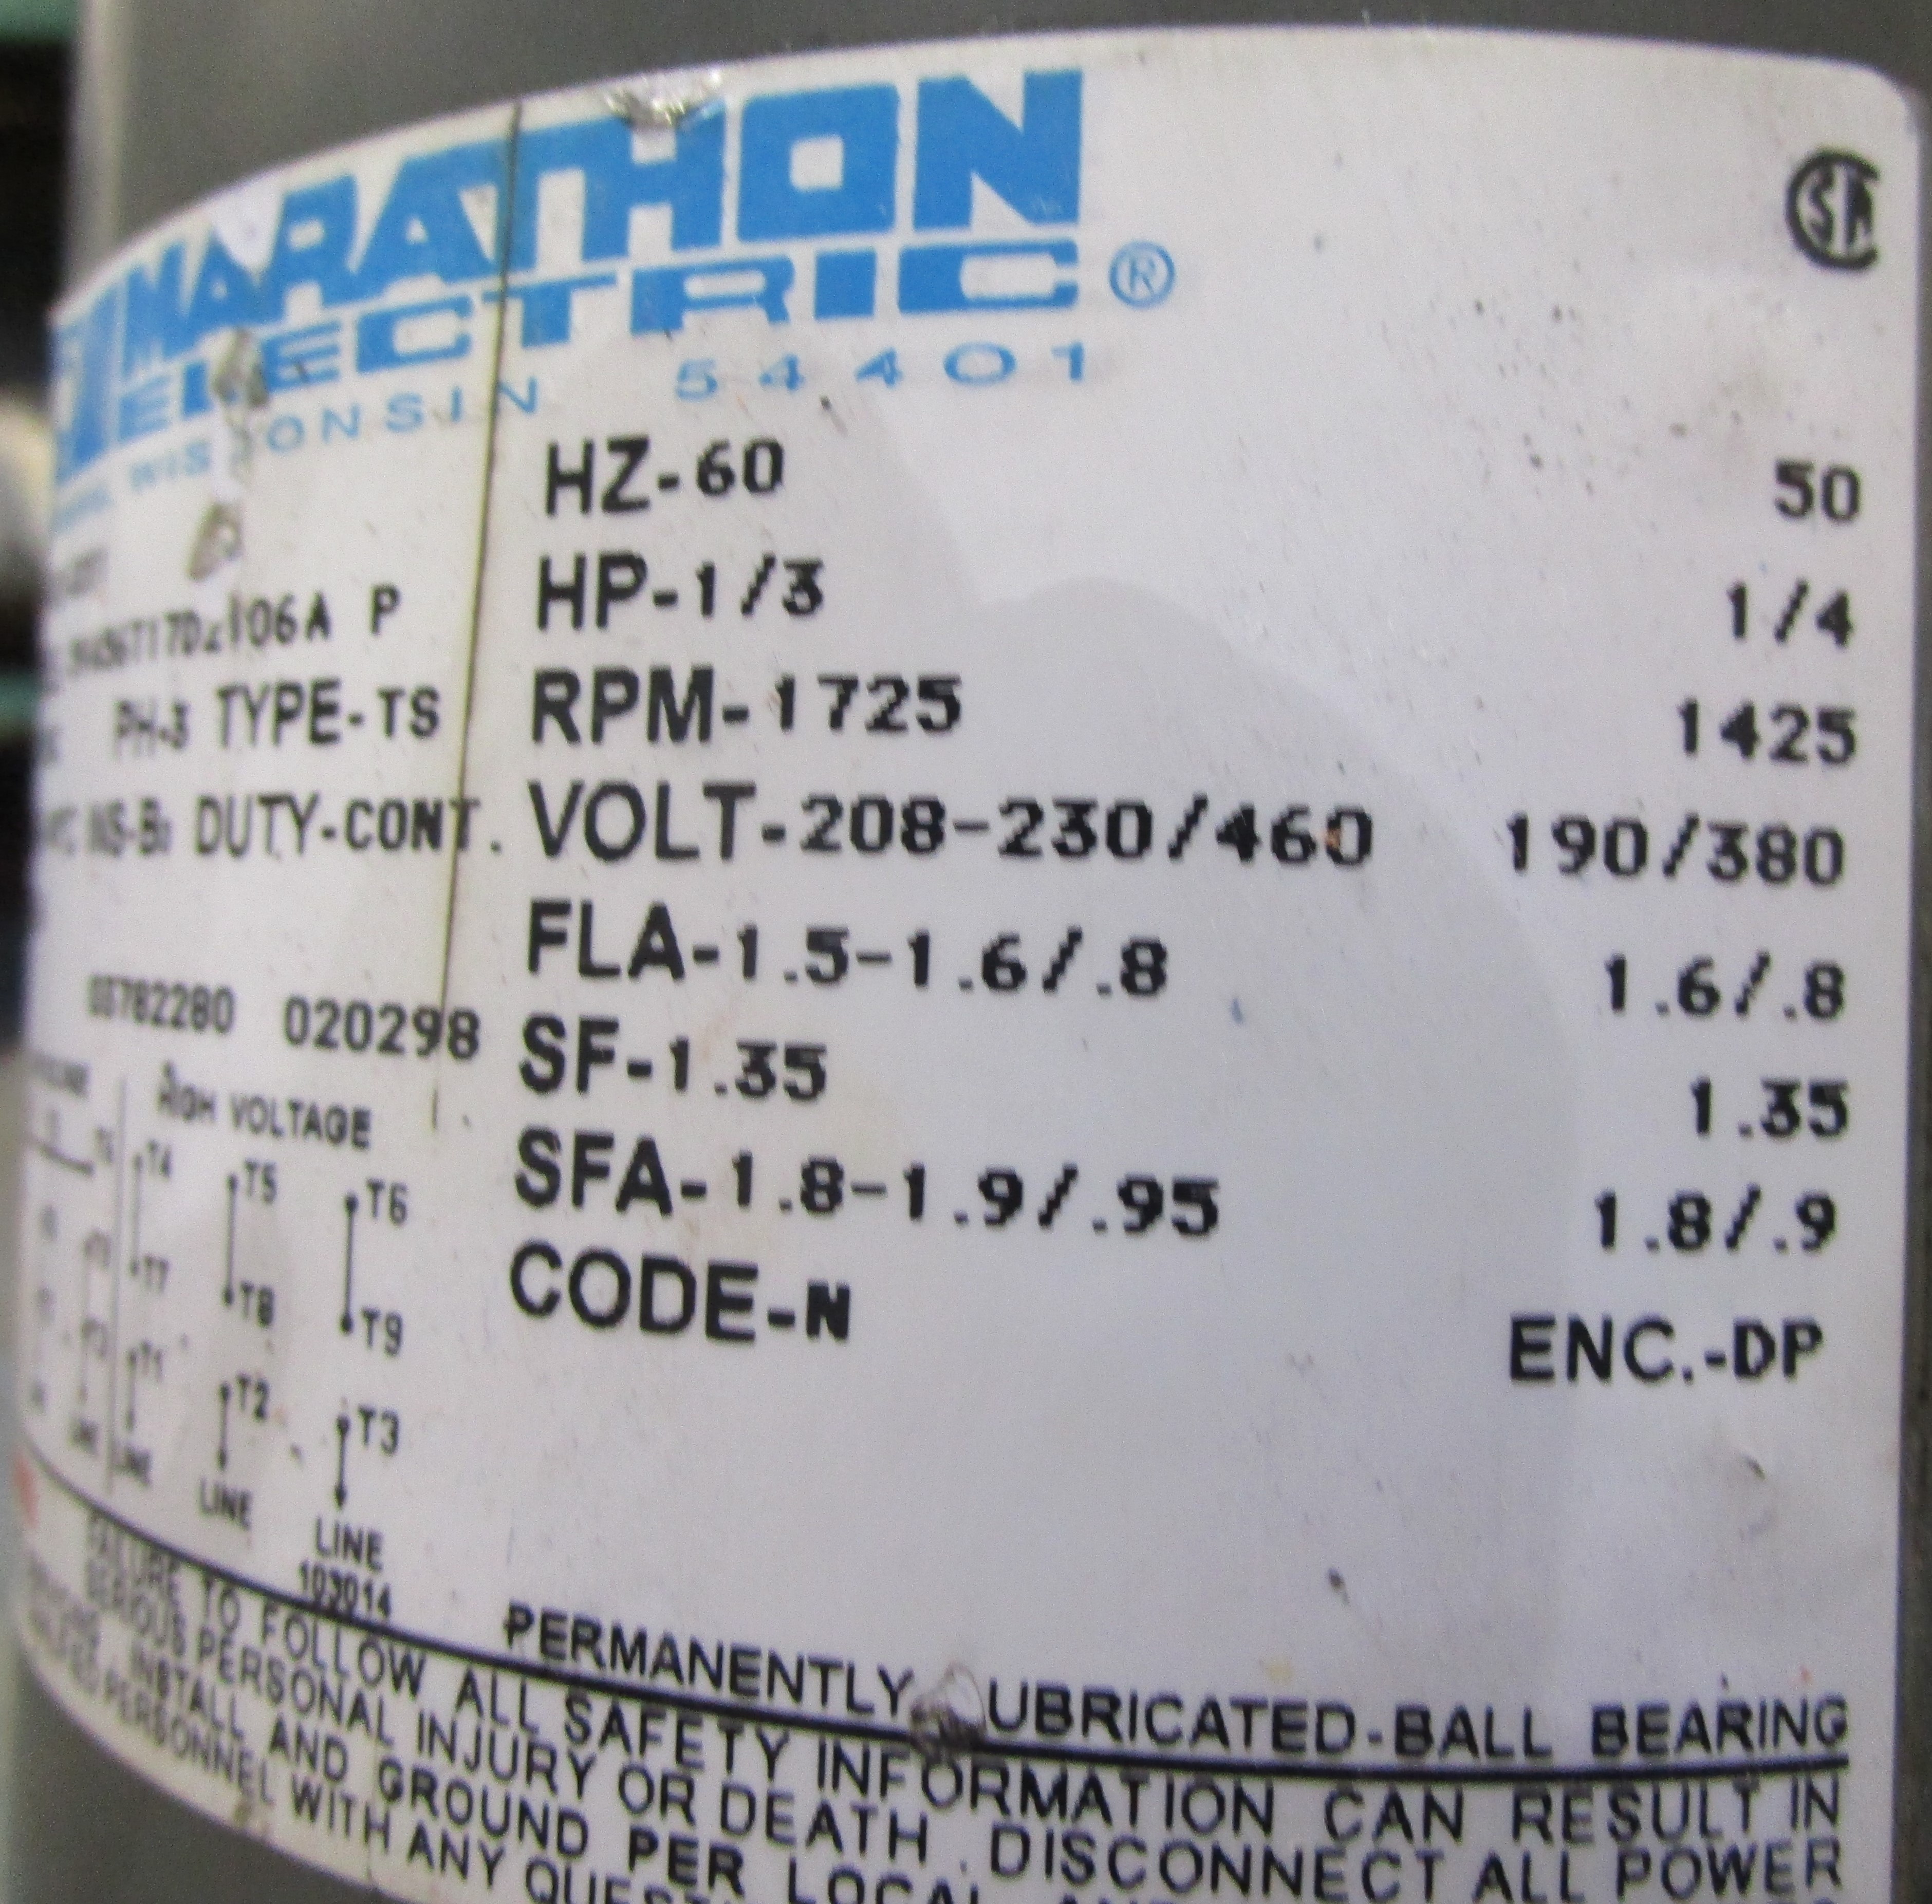 MARATHON
ELECTRIC ®
WISCONSIN 54401
HZ-60 50
HP-1/3 1/4
106A P
PH-3 TYPE-TS RPM-1725 1425
DUTY-CONT. VOLT-208-230/460 190/380
FLA-1.5-1.6/.8 1.6/.8
020298 SF-1.35 1.35
HIGH VOLTAGE
SFA-1.8-1.9/.95 1.8/.9
T4 T5 T6
T7 T8 T9
CODE-N ENC.-DP
T1 T2 T3
LINE LINE LINE
103014
PERMANENTLY UBRICATED-BALL BEARING
FAILURE TO FOLLOW ALL SAFETY INFORMATION CAN RESULT IN
SERIOUS PERSONAL INJURY OR DEATH. DISCONNECT ALL POWER
INSTALL AND GROUND PER LOCAL
PERSONNEL WITH ANY